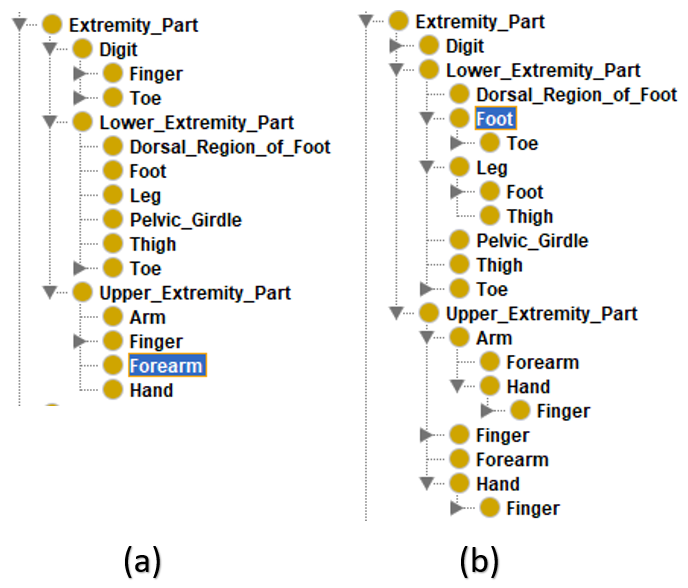 Extremity_Part
Digit
Finger
Toe
Lower_Extremity_Part
Dorsal_Region_of_Foot
Foot
Leg
Pelvic_Girdle
Thigh
Toe
Upper_Extremity_Part
Arm
Finger
Forearm
Hand
(a)
Extremity_Part
Digit
Lower_Extremity_Part
Dorsal_Region_of_Foot
Foot
Toe
Leg
Foot
Thigh
Pelvic_Girdle
Thigh
Toe
Upper_Extremity_Part
Arm
Forearm
Hand
Finger
Finger
Forearm
Hand
Finger
(b)